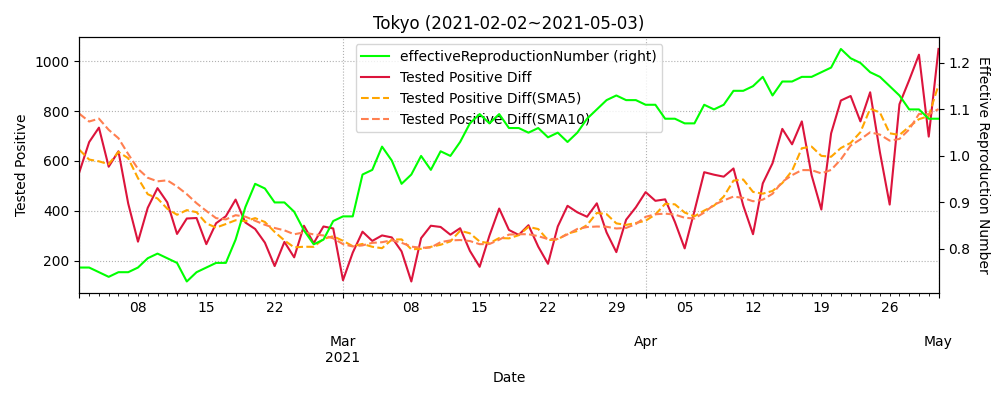 Tokyo (2021-02-02~2021-05-03)
effectiveReproductionNumber (right)
Tested Positive Diff
Tested Positive Diff(SMA5)
Tested Positive Diff(SMA10)
Tested Positive
1000
800
600
400
200
Effective Reproduction Number
1.2
1.1
1.0
0.9
0.8
08 15 22 08 15 22 29 05 12 19 26
Mar Apr May
2021
Date